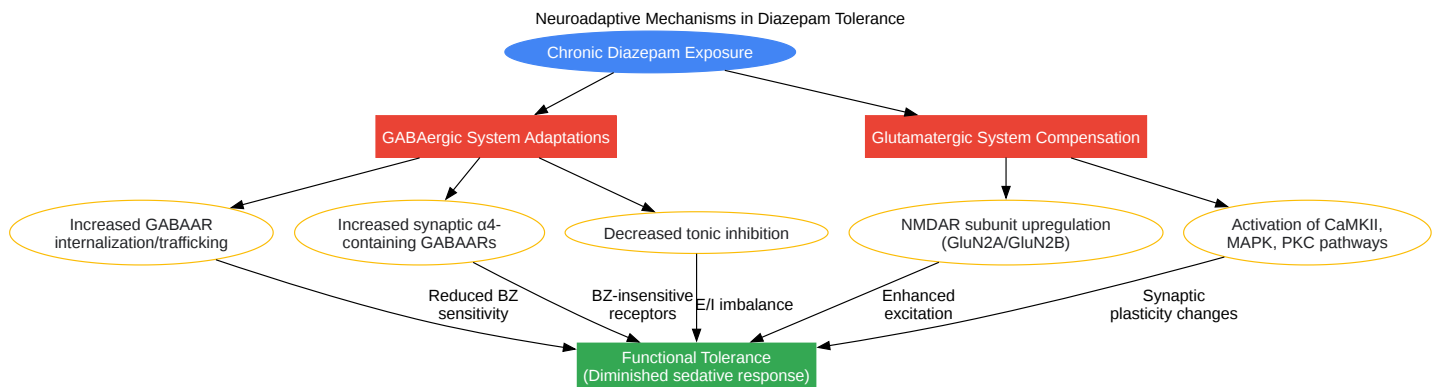 Neuroadaptive Mechanisms in Diazepam Tolerance
Chronic Diazepam Exposure
GABAergic System Adaptations
Glutamatergic System Compensation
Increased GABAAR
internalization/trafficking
Increased synaptic α4-
containing GABAARs
Decreased tonic inhibition
NMDAR subunit upregulation
(GluN2A/GluN2B)
Activation of CaMKII,
MAPK, PKC pathways
Reduced BZ
sensitivity
BZ-insensitive
receptors
E/I imbalance
Enhanced
excitation
Synaptic
plasticity changes
Functional Tolerance
(Diminished sedative response)